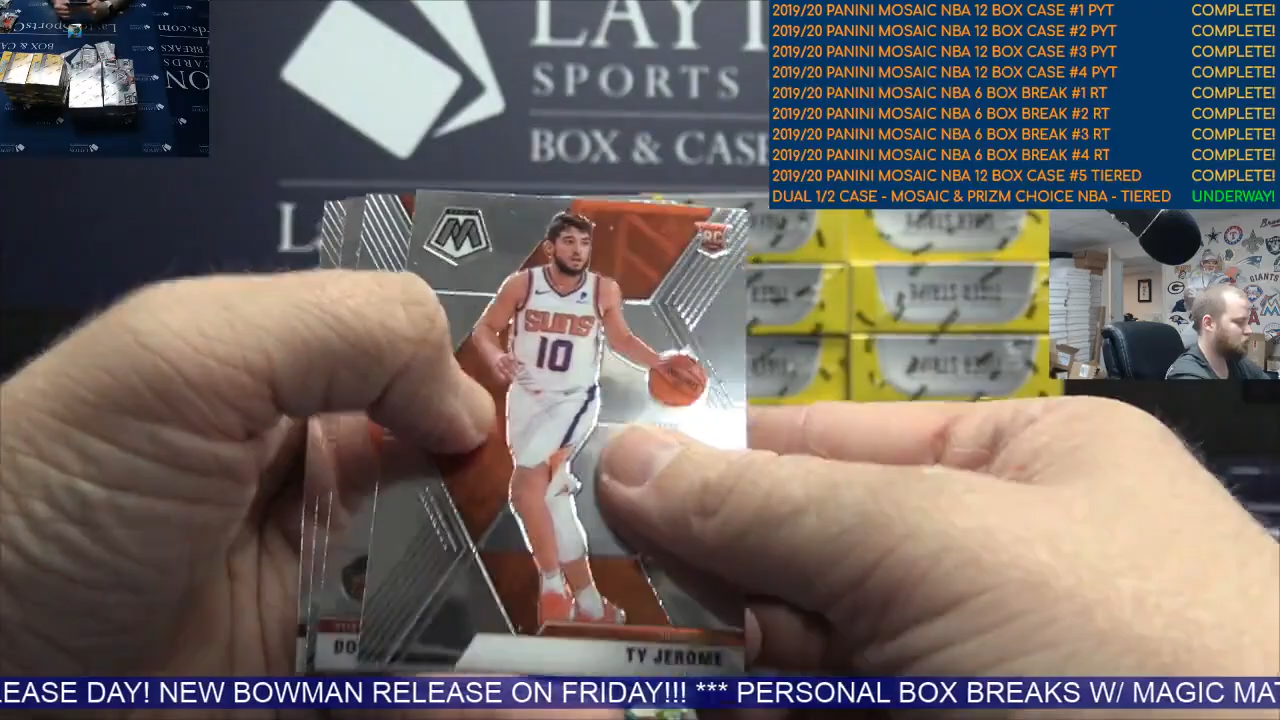 2019/20 PANINI MOSAIC NBA 12 BOX CASE #1 PYT COMPLETE!
2019/20 PANINI MOSAIC NBA 12 BOX CASE #2 PYT COMPLETE!
2019/20 PANINI MOSAIC NBA 12 BOX CASE #3 PYT COMPLETE!
2019/20 PANINI MOSAIC NBA 12 BOX CASE #4 PYT COMPLETE!
2019/20 PANINI MOSAIC NBA 6 BOX BREAK #1 RT COMPLETE!
2019/20 PANINI MOSAIC NBA 6 BOX BREAK #2 RT COMPLETE!
2019/20 PANINI MOSAIC NBA 6 BOX BREAK #3 RT COMPLETE!
2019/20 PANINI MOSAIC NBA 6 BOX BREAK #4 RT COMPLETE!
2019/20 PANINI MOSAIC NBA 12 BOX CASE #5 TIERED COMPLETE!
DUAL 1/2 CASE - MOSAIC & PRIZM CHOICE NBA - TIERED UNDERWAY!
LAYT
SPORTS
BOX & CASE
RC
SUNS
10
GIANTS
DO
TY JEROME
EASE DAY! NEW BOWMAN RELEASE ON FRIDAY!!! *** PERSONAL BOX BREAKS W/ MAGIC MA